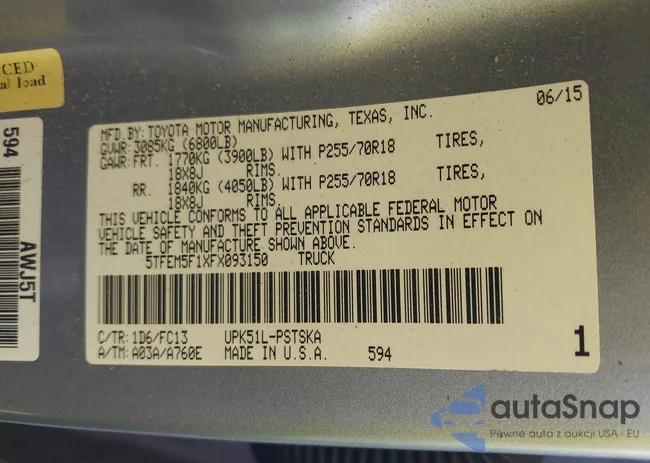 CED
al load
594
AWJ5T
MFD.BY:TOYOTA MOTOR MANUFACTURING, TEXAS, INC. 06/15
GVWR:3085KG (6800LB)
GAWR:FRT. 1770KG (3900LB) WITH P255/70R18 TIRES,
18X8J RIMS.
RR. 1840KG (4050LB) WITH P255/70R18 TIRES,
18X8J RIMS.
THIS VEHICLE CONFORMS TO ALL APPLICABLE FEDERAL MOTOR
VEHICLE SAFETY AND THEFT PREVENTION STANDARDS IN EFFECT ON
THE DATE OF MANUFACTURE SHOWN ABOVE.
5TFEM5F1XFX093150 TRUCK
C/TR:1D6/FC13 UPK51L-PSTSKA
A/TM:A03A/A760E MADE IN U.S.A. 594 1
autaSnap
Pewne auta z aukcji USA i EU